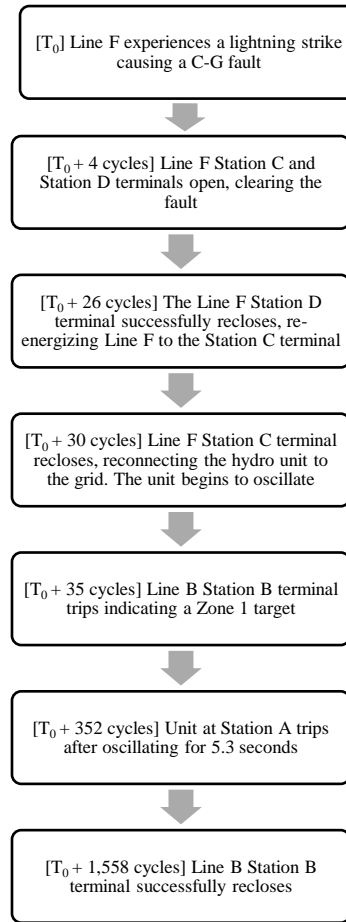 [T₀] Line F experiences a lightning strike
causing a C-G fault
[T₀ + 4 cycles] Line F Station C and
Station D terminals open, clearing the
fault
[T₀ + 26 cycles] The Line F Station D
terminal successfully recloses, re-
energizing Line F to the Station C terminal
[T₀ + 30 cycles] Line F Station C terminal
recloses, reconnecting the hydro unit to
the grid. The unit begins to oscillate
[T₀ + 35 cycles] Line B Station B terminal
trips indicating a Zone 1 target
[T₀ + 352 cycles] Unit at Station A trips
after oscillating for 5.3 seconds
[T₀ + 1,558 cycles] Line B Station B
terminal successfully recloses